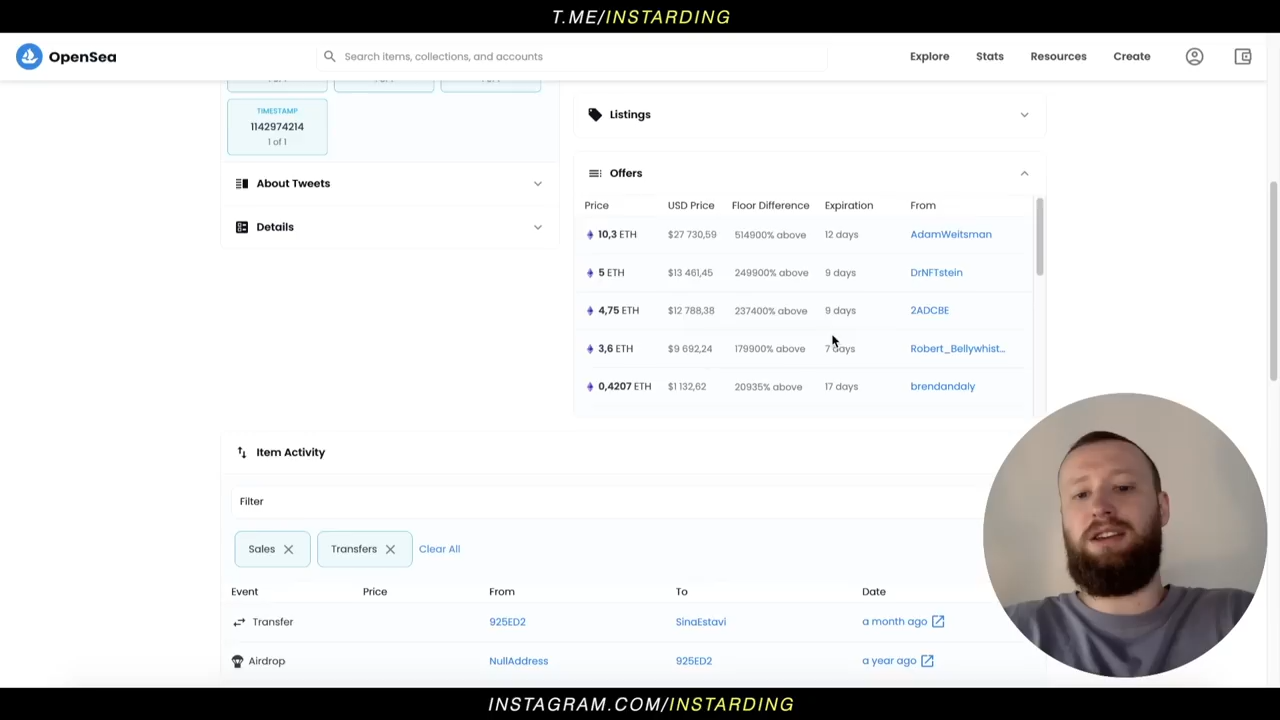 T.ME/INSTARDING
OpenSea
Search items, collections, and accounts
Explore
Stats
Resources
Create
TIMESTAMP
1142974214
1 of 1
About Tweets
Details
Listings
Offers
Price USD Price Floor Difference Expiration From
10,3 ETH $27 730,59 514900% above 12 days AdamWeitsman
5 ETH $13 461,45 249900% above 9 days DrNFTstein
4,75 ETH $12 788,38 237400% above 9 days 2ADCBE
3,6 ETH $9 692,24 179900% above 7 days Robert_Bellywhist...
0,4207 ETH $1 132,62 20935% above 17 days brendandaly
Item Activity
Filter
Sales
Transfers
Clear All
Event Price From To Date
Transfer 925ED2 SinaEstavi a month ago
Airdrop NullAddress 925ED2 a year ago
INSTAGRAM.COM/INSTARDING